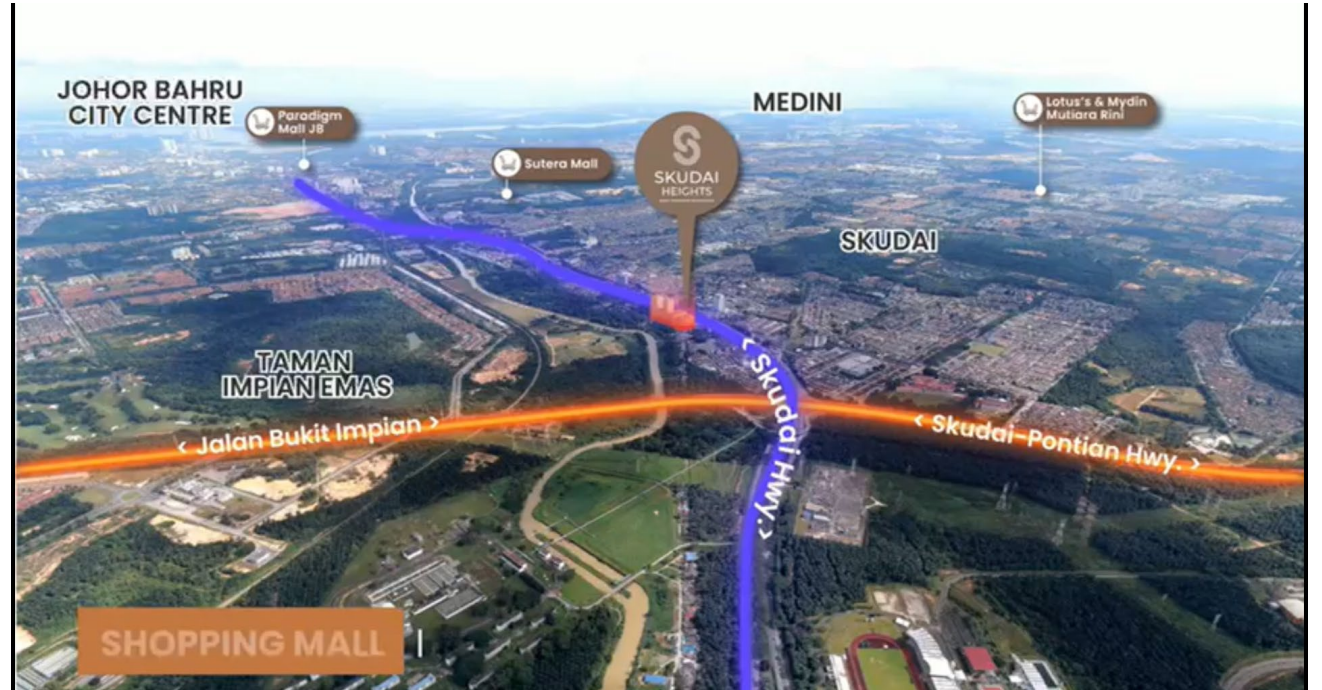 JOHOR BAHRU
CITY CENTRE
Paradigm
Mall JB
Sutera Mall
SKUDAI
HEIGHTS
MEDINI
Lotus's & Mydin
Mutiara Rini
SKUDAI
TAMAN
IMPIAN EMAS
< Jalan Bukit Impian >
< Skudai Hwy. >
< Skudai-Pontian Hwy. >
SHOPPING MALL